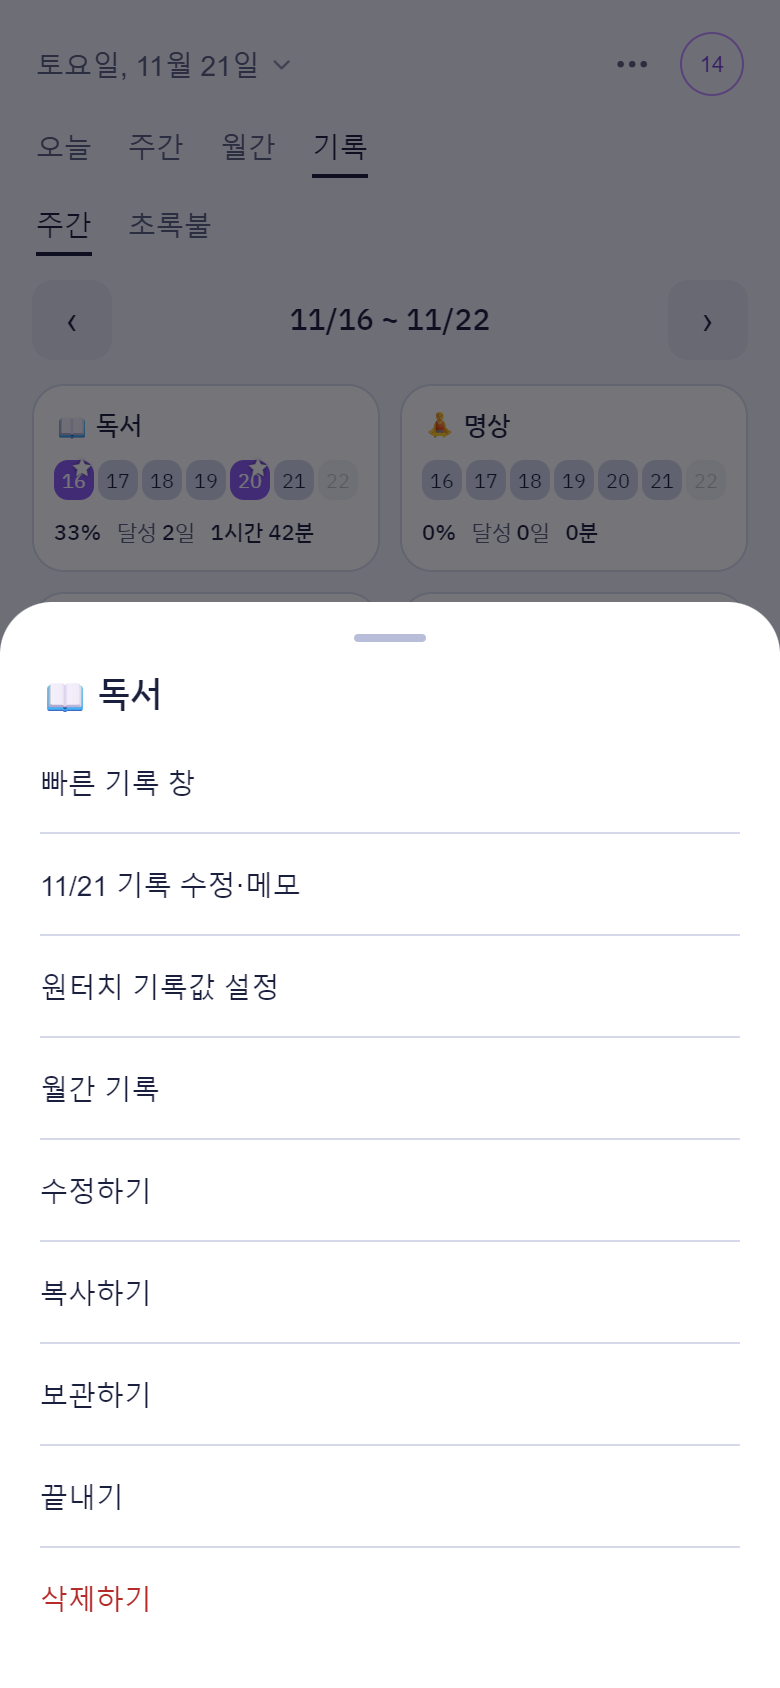 토요일, 11월 21일
14
오늘 주간 월간 기록
주간 초록불
‹ 11/16 ~ 11/22 ›
독서
16 17 18 19 20 21 22
33% 달성 2일 1시간 42분
명상
16 17 18 19 20 21 22
0% 달성 0일 0분
독서
빠른 기록 창
11/21 기록 수정·메모
원터치 기록값 설정
월간 기록
수정하기
복사하기
보관하기
끝내기
삭제하기